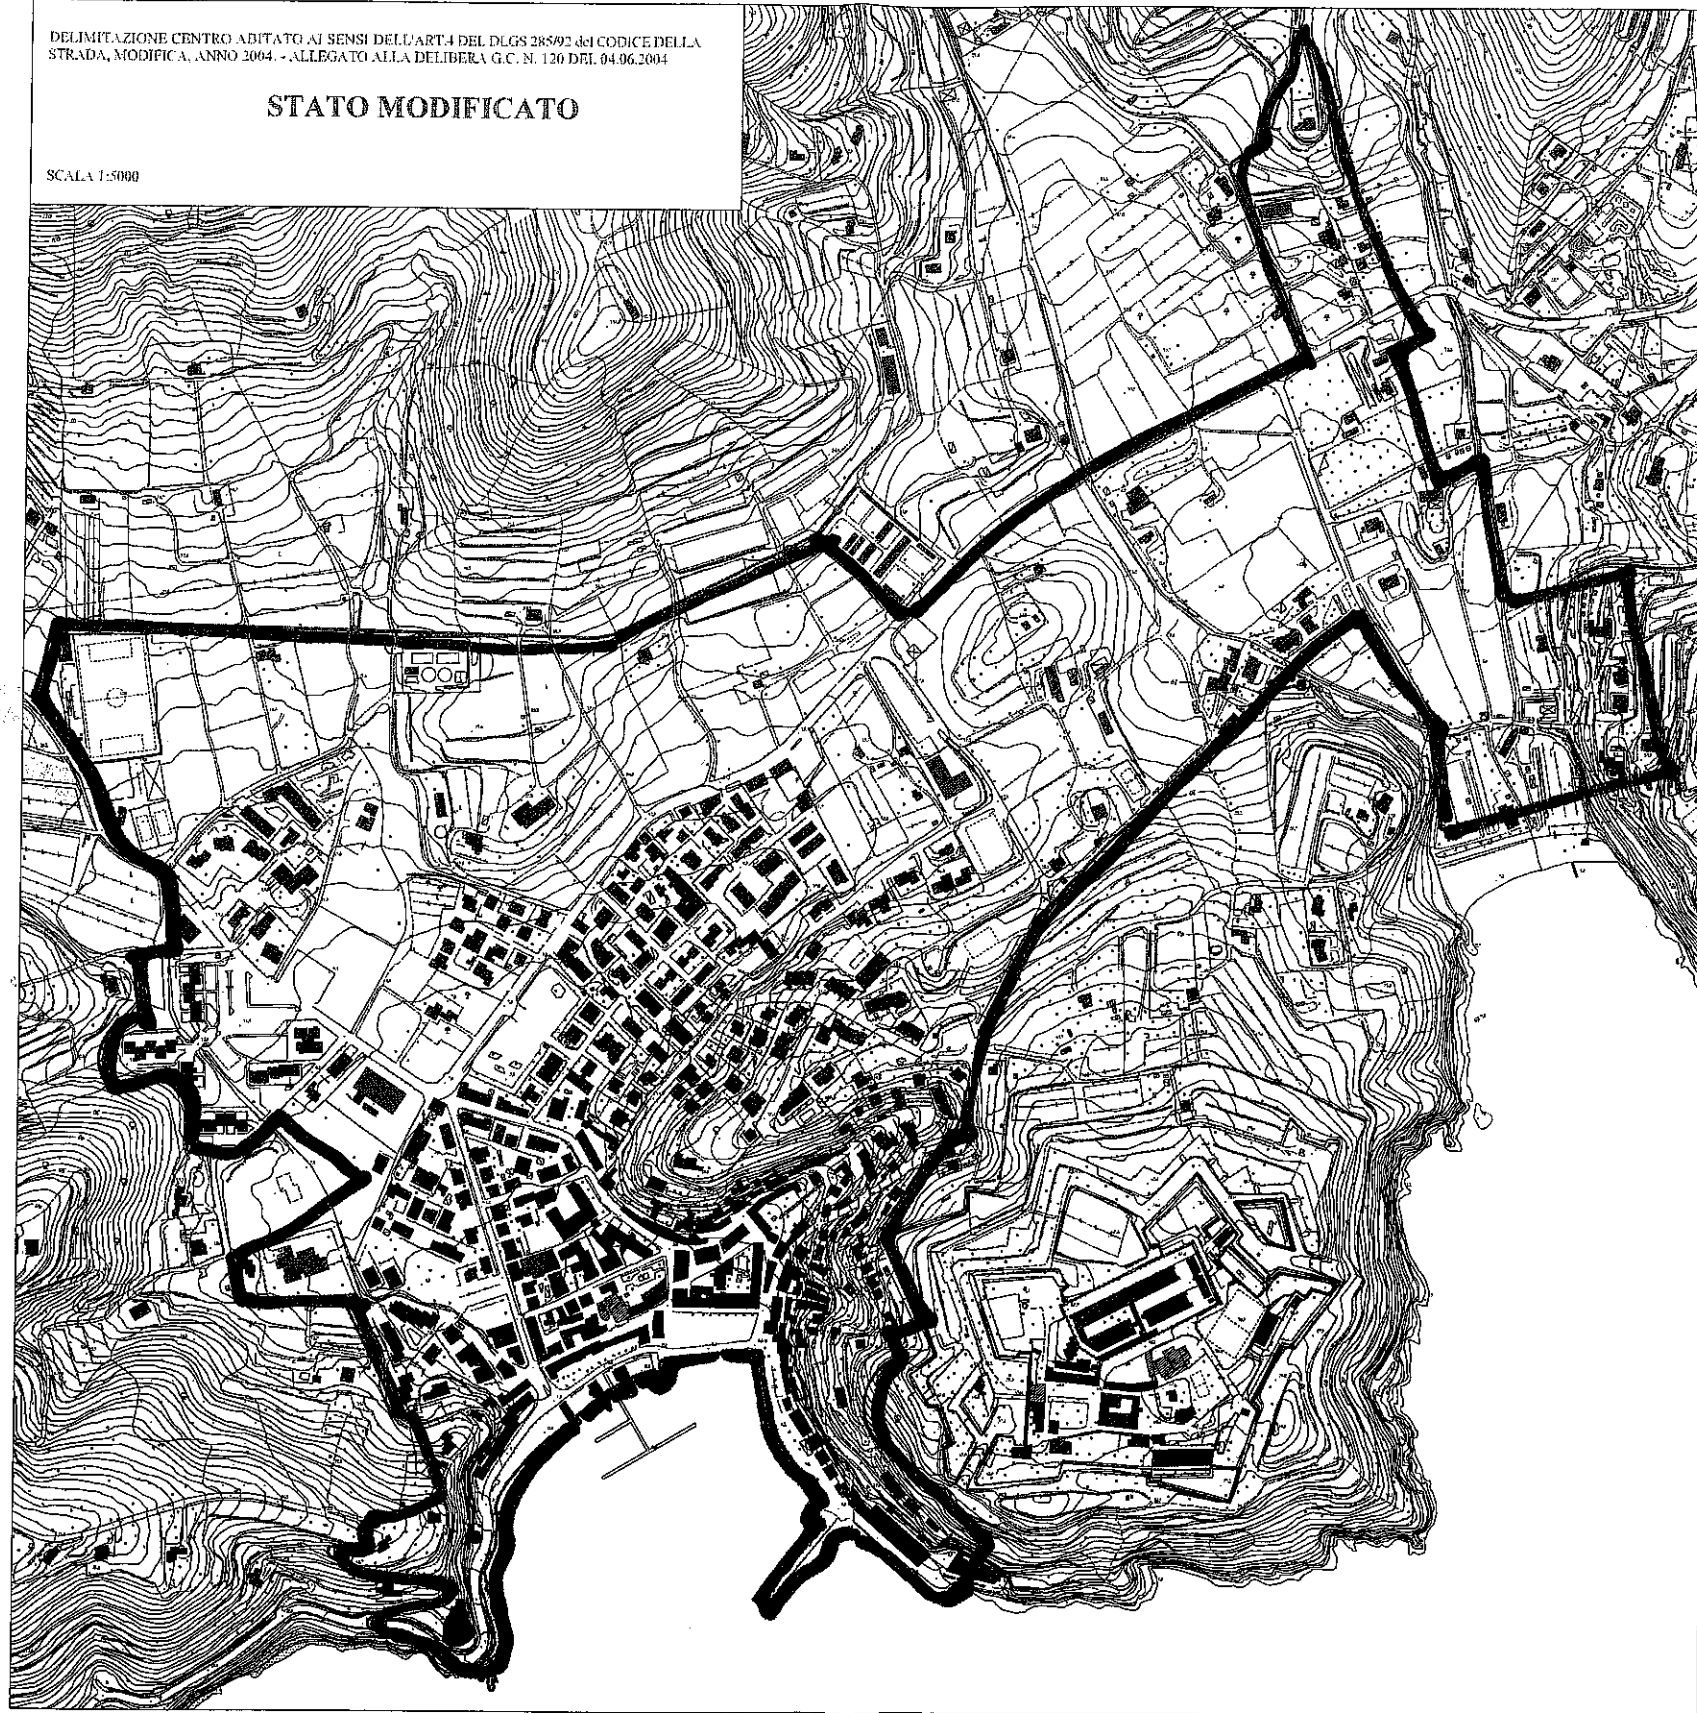 DELIMITAZIONE CENTRO ABITATO AI SENSI DELL'ART.4 DEL DLGS 285/92 del CODICE DELLA
STRADA, MODIFICA, ANNO 2004. - ALLEGATO ALLA DELIBERA G.C. N. 120 DEL 04.06.2004
STATO MODIFICATO
SCALA 1:5000